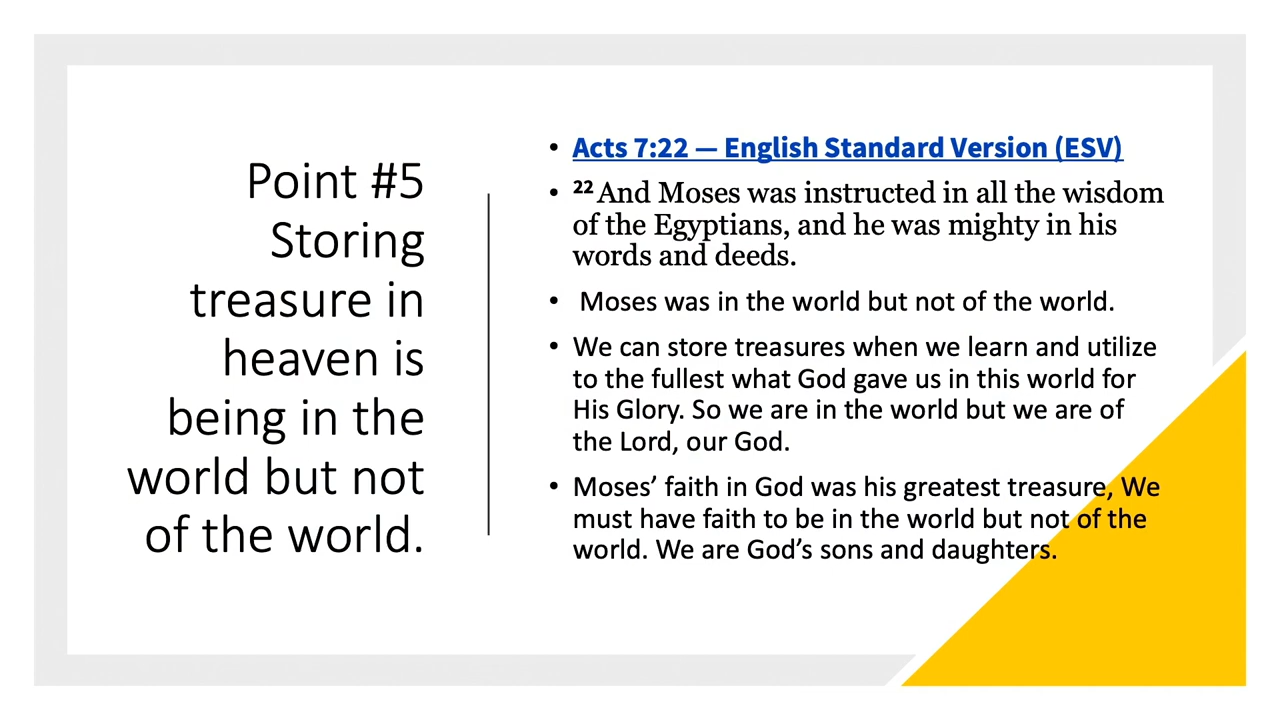 Point #5
Storing
treasure in
heaven is
being in the
world but not
of the world.
• Acts 7:22 — English Standard Version (ESV)
• 22 And Moses was instructed in all the wisdom
of the Egyptians, and he was mighty in his
words and deeds.
• Moses was in the world but not of the world.
• We can store treasures when we learn and utilize
to the fullest what God gave us in this world for
His Glory. So we are in the world but we are of
the Lord, our God.
• Moses’ faith in God was his greatest treasure, We
must have faith to be in the world but not of the
world. We are God’s sons and daughters.